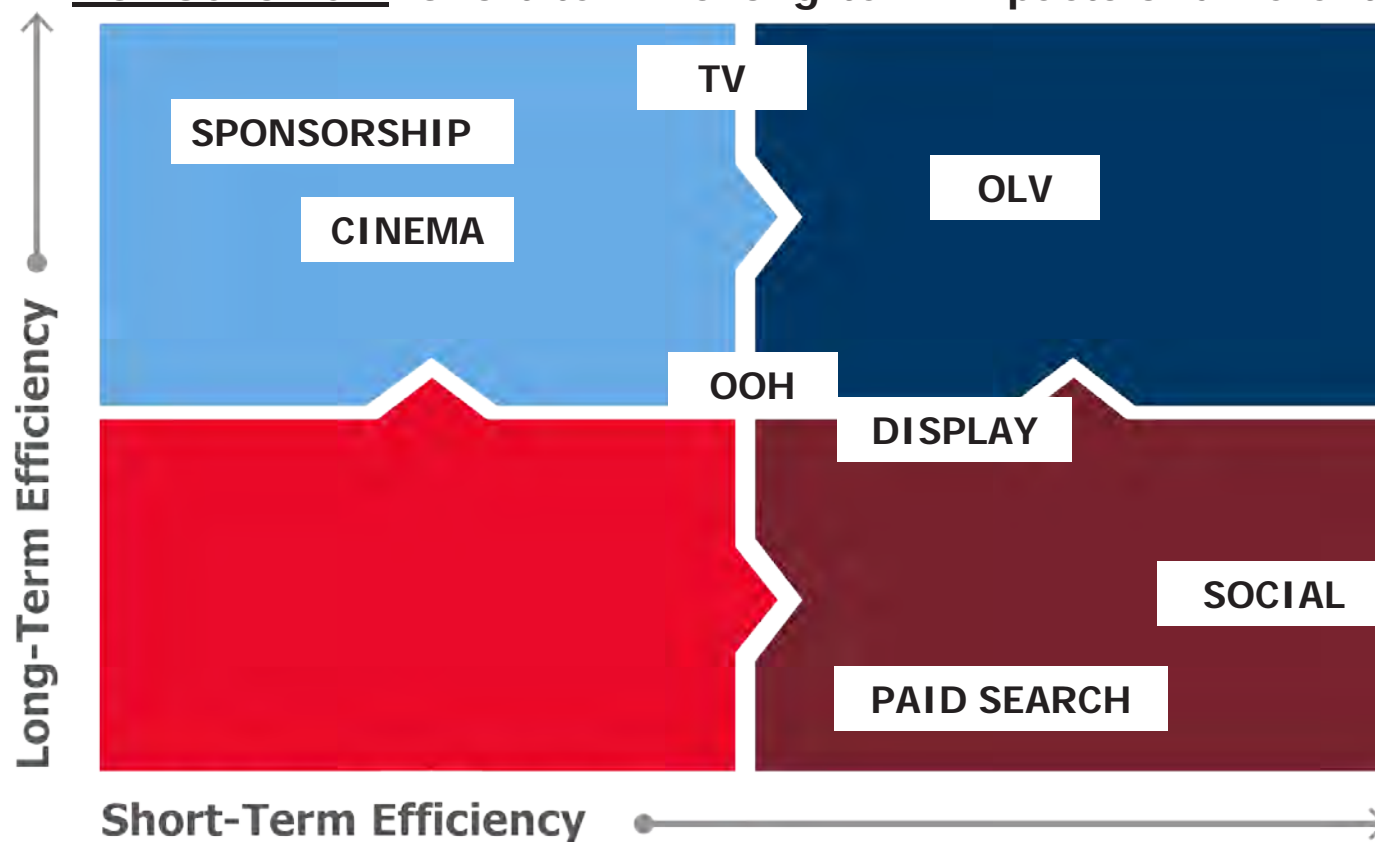 TV
SPONSORSHIP
OLV
CINEMA
OOH
DISPLAY
SOCIAL
PAID SEARCH
Long-Term Efficiency
Short-Term Efficiency